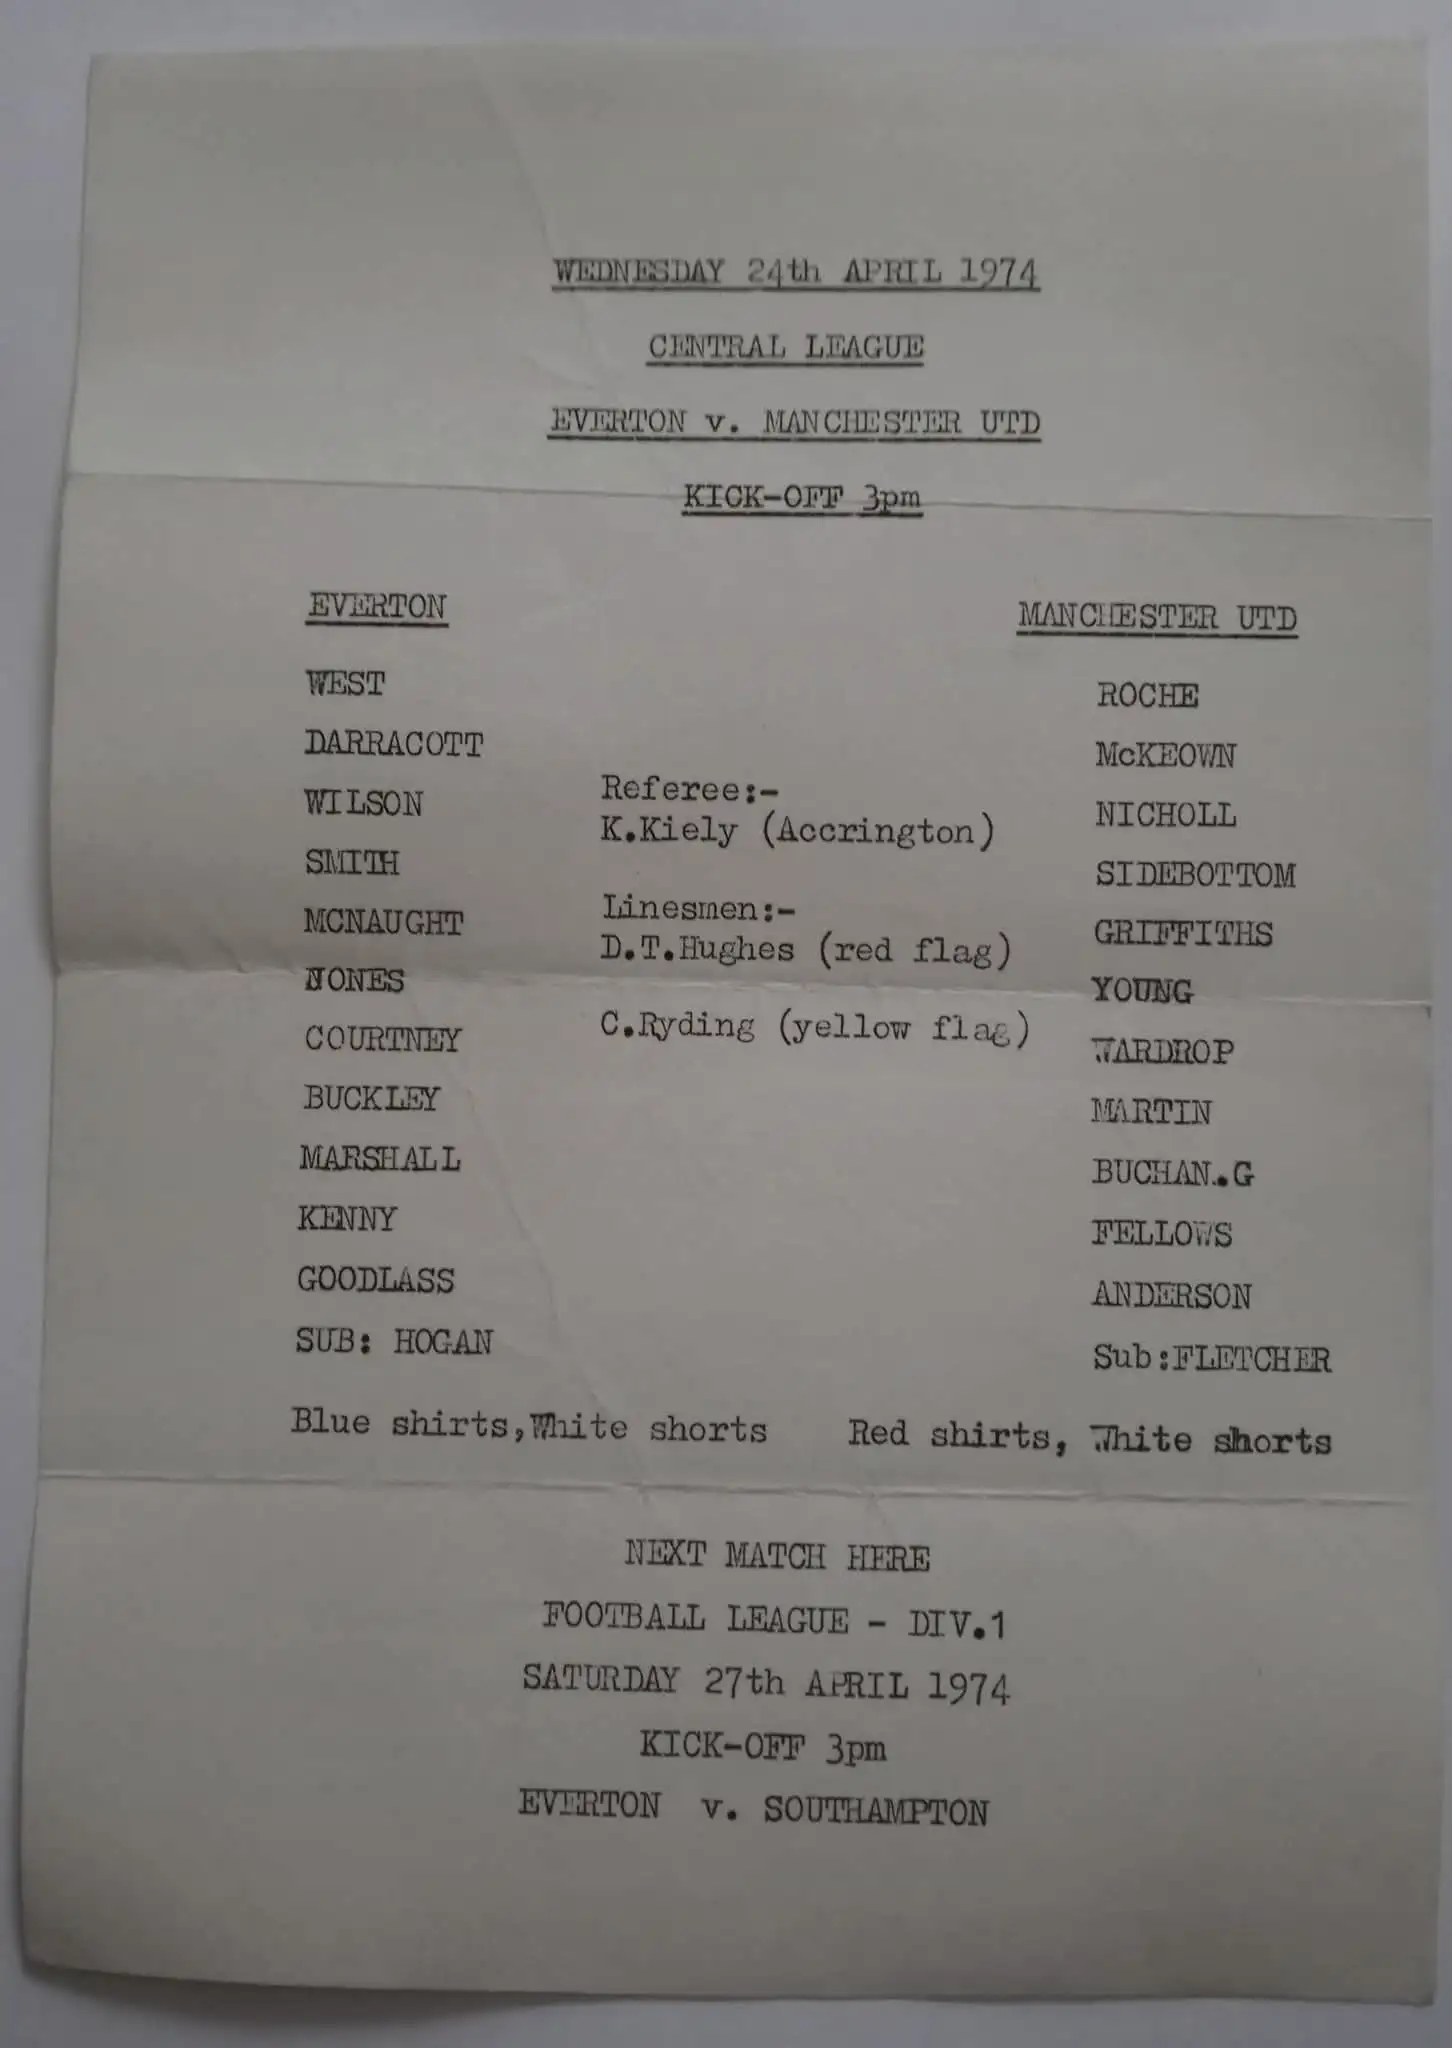 WEDNESDAY 24th APRIL 1974
CENTRAL LEAGUE
EVERTON v. MANCHESTER UTD
KICK-OFF 3pm
EVERTON
WEST
DARRACOTT
WILSON
SMITH
MCNAUGHT
JONES
COURTNEY
BUCKLEY
MARSHALL
KENNY
GOODLASS
SUB: HOGAN
Blue shirts,White shorts
Referee:-
K.Kiely (Accrington)
Linesmen:-
D.T.Hughes (red flag)
C.Ryding (yellow flag)
MANCHESTER UTD
ROCHE
McKEOWN
NICHOLL
SIDEBOTTOM
GRIFFITHS
YOUNG
WARDROP
MARTIN
BUCHAN..G
FELLOWS
ANDERSON
Sub:FLETCHER
Red shirts, White shorts
NEXT MATCH HERE
FOOTBALL LEAGUE - DIV.1
SATURDAY 27th APRIL 1974
KICK-OFF 3pm
EVERTON v. SOUTHAMPTON